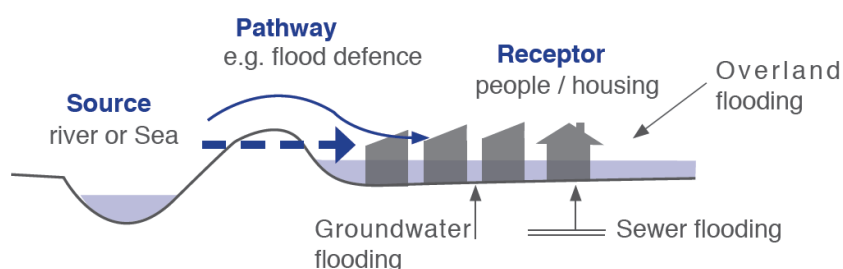 Pathway
e.g. flood defence
Receptor
people / housing
Overland
flooding
Source
river or Sea
Groundwater
flooding
Sewer flooding